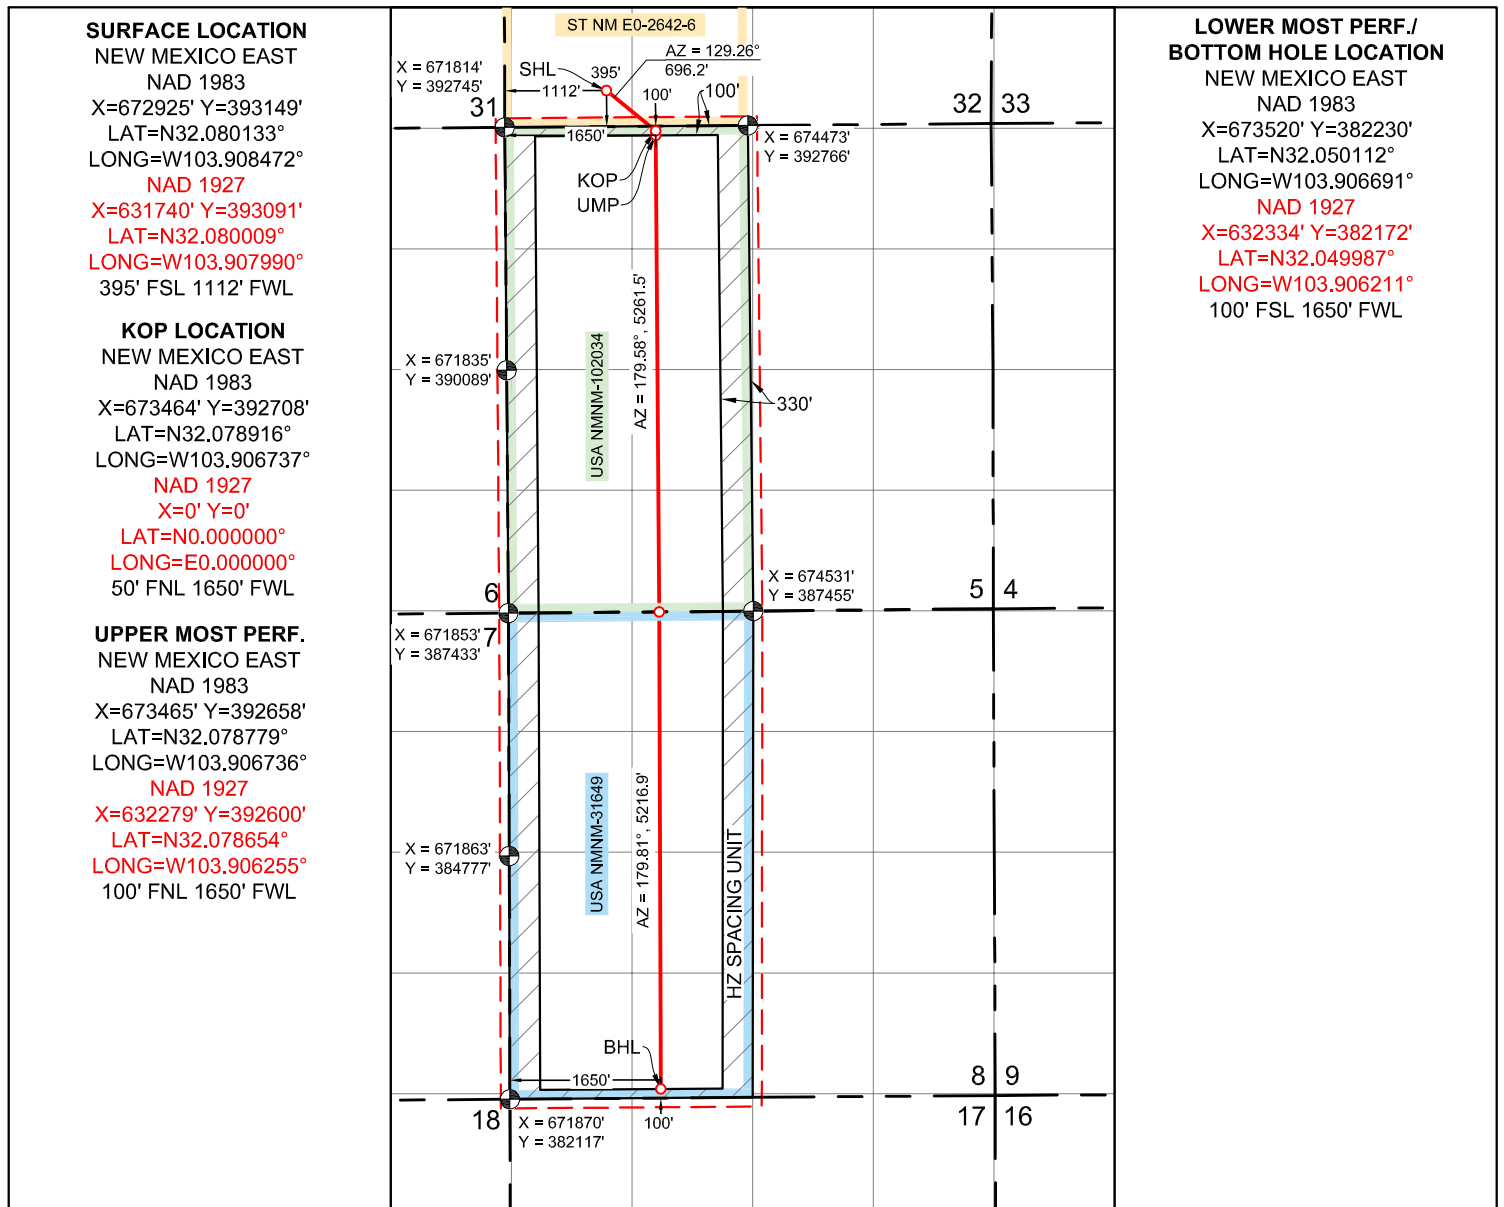 SURFACE LOCATION
NEW MEXICO EAST
NAD 1983
X=672925' Y=393149'
LAT=N32.080133°
LONG=W103.908472°
NAD 1927
X=631740' Y=393091'
LAT=N32.080009°
LONG=W103.907990°
395' FSL 1112' FWL
KOP LOCATION
NEW MEXICO EAST
NAD 1983
X=673464' Y=392708'
LAT=N32.078916°
LONG=W103.906737°
NAD 1927
X=0' Y=0'
LAT=N0.000000°
LONG=E0.000000°
50' FNL 1650' FWL
UPPER MOST PERF.
NEW MEXICO EAST
NAD 1983
X=673465' Y=392658'
LAT=N32.078779°
LONG=W103.906736°
NAD 1927
X=632279' Y=392600'
LAT=N32.078654°
LONG=W103.906255°
100' FNL 1650' FWL
ST NM E0-2642-6
AZ = 129.26°
696.2'
X = 671814'
Y = 392745'
SHL
395'
1112'
100'
100'
31
32 33
1650'
X = 674473'
Y = 392766'
KOP
UMP
AZ = 179.58°, 5261.5'
USA NMNM-102034
X = 671835'
Y = 390089'
330'
X = 674531'
Y = 387455'
6
5 4
X = 671853'
Y = 387433'
7
AZ = 179.81°, 5216.9'
USA NMNM-31649
X = 671863'
Y = 384777'
HZ SPACING UNIT
BHL
1650'
8 9
18
X = 671870'
Y = 382117'
100'
17 16
LOWER MOST PERF./
BOTTOM HOLE LOCATION
NEW MEXICO EAST
NAD 1983
X=673520' Y=382230'
LAT=N32.050112°
LONG=W103.906691°
NAD 1927
X=632334' Y=382172'
LAT=N32.049987°
LONG=W103.906211°
100' FSL 1650' FWL